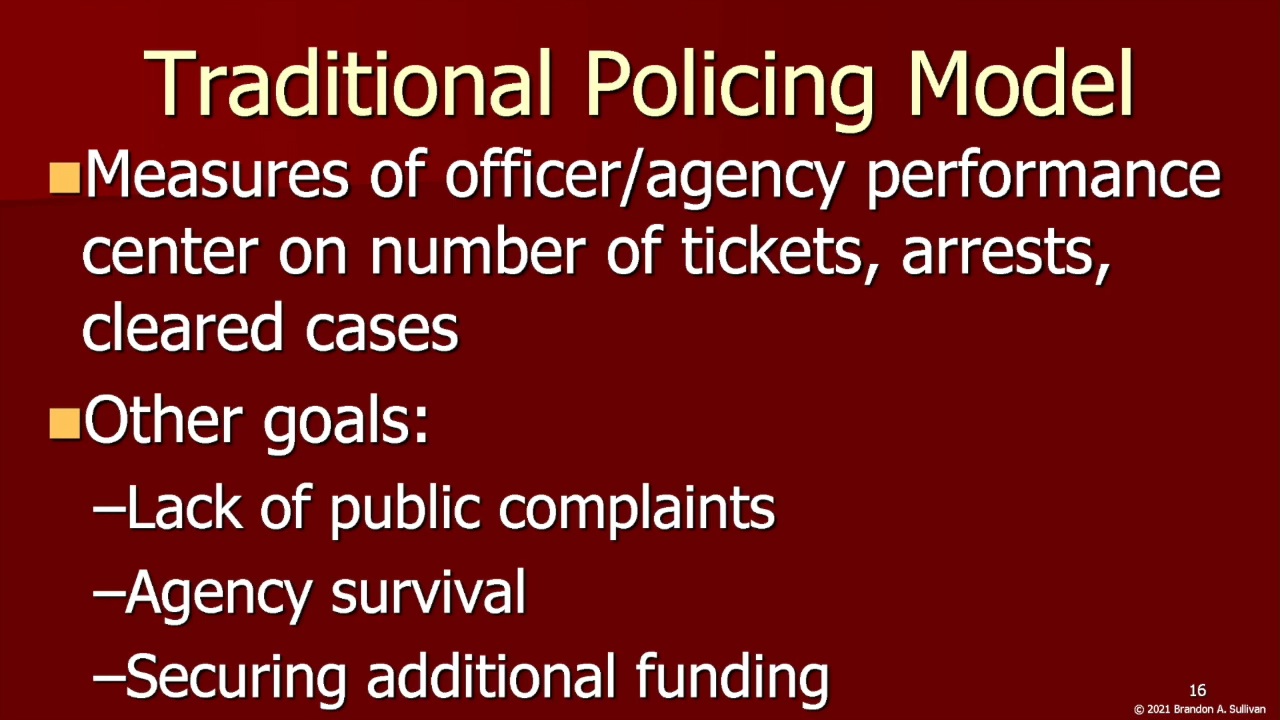 Traditional Policing Model
Measures of officer/agency performance
center on number of tickets, arrests,
cleared cases
Other goals:
–Lack of public complaints
–Agency survival
–Securing additional funding
16
© 2021 Brandon A. Sullivan